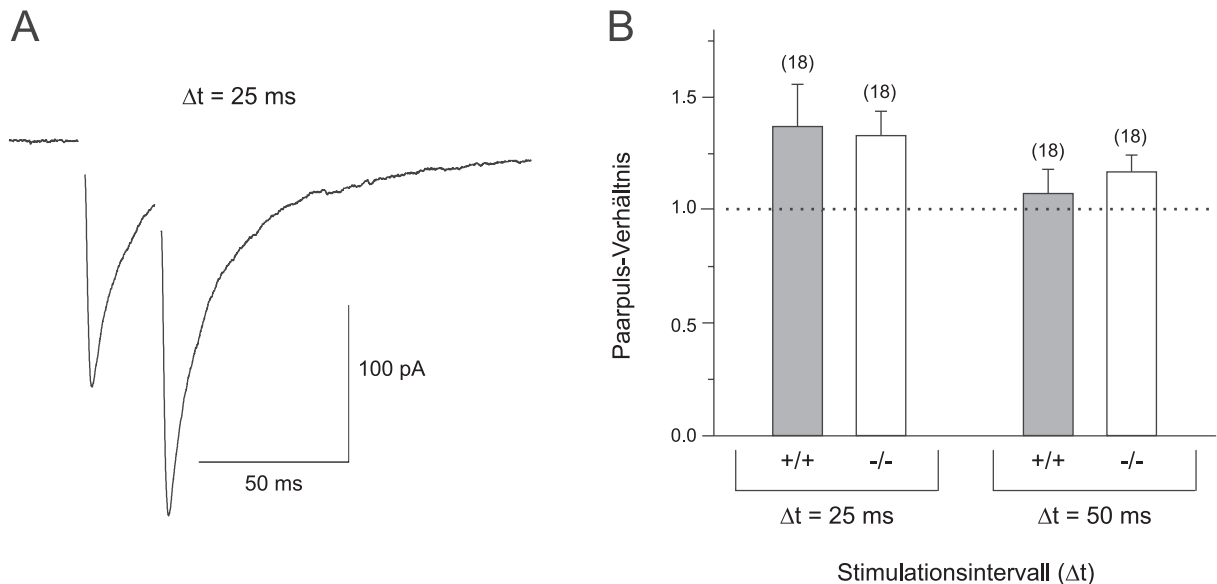 A
Δt = 25 ms
100 pA
50 ms
B
Paarpuls-Verhältnis
1.5
1.0
0.5
0.0
(18)
(18)
(18)
(18)
+/+
-/-
+/+
-/-
Δt = 25 ms
Δt = 50 ms
Stimulationsintervall (Δt)